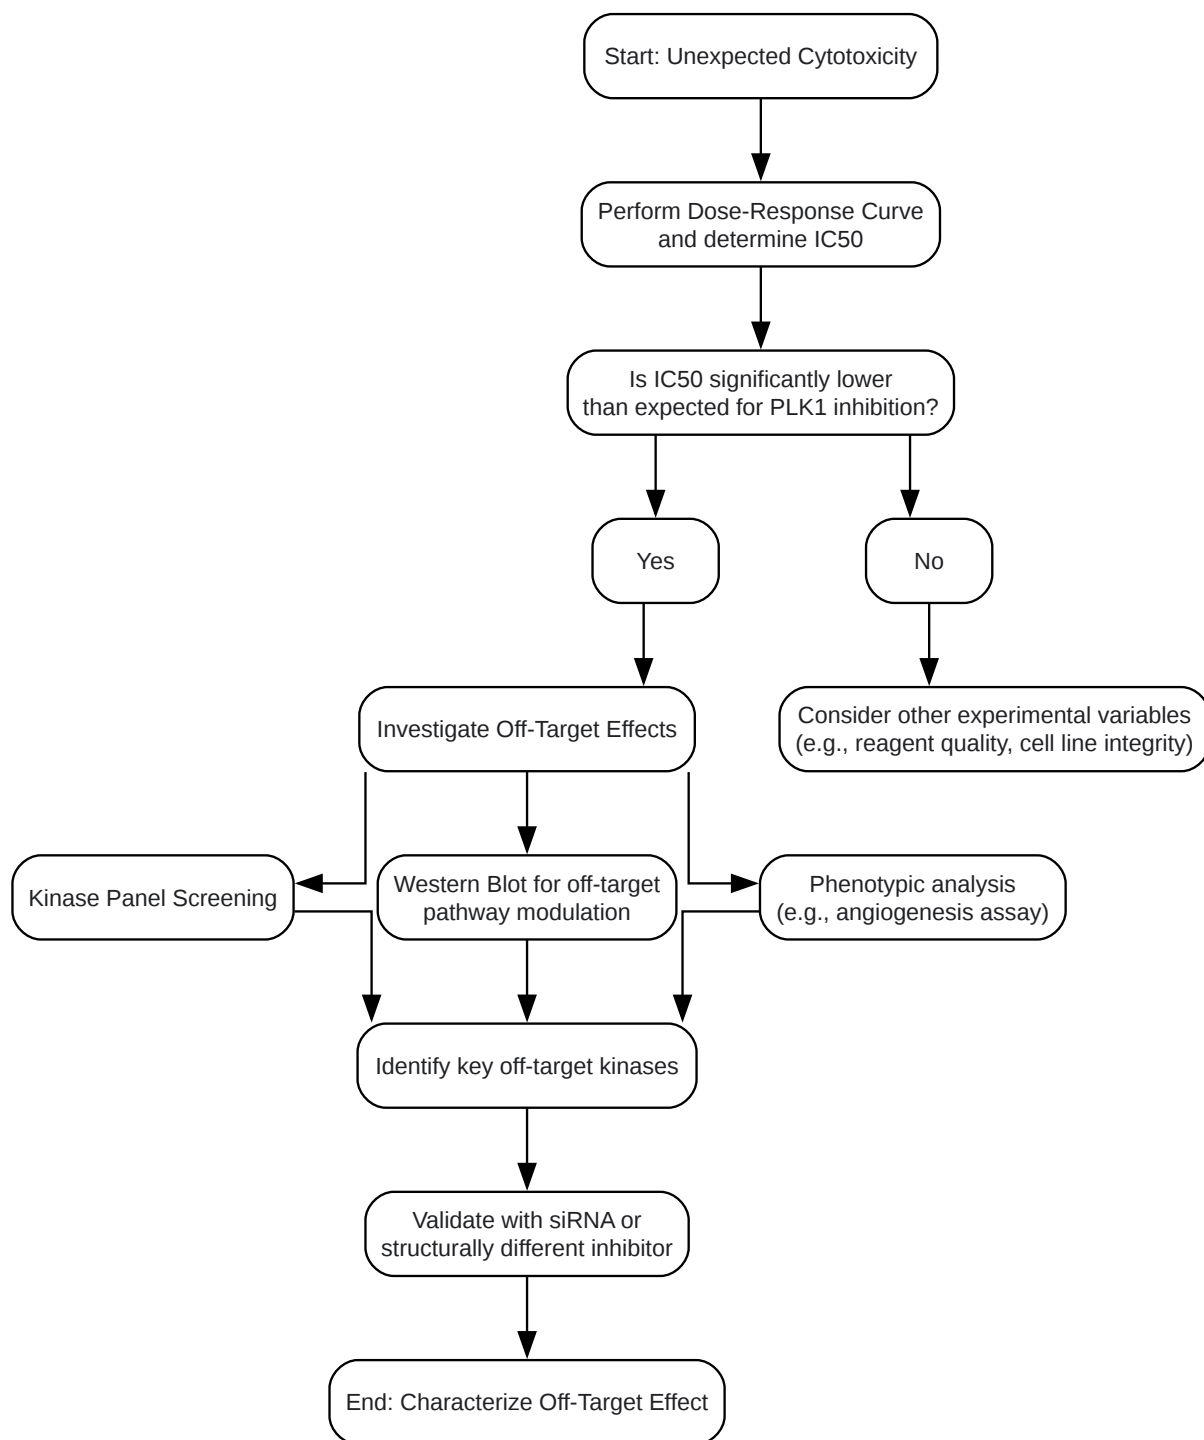 Start: Unexpected Cytotoxicity
Perform Dose-Response Curve
and determine IC50
Is IC50 significantly lower
than expected for PLK1 inhibition?
Yes
No
Investigate Off-Target Effects
Consider other experimental variables
(e.g., reagent quality, cell line integrity)
Kinase Panel Screening
Western Blot for off-target
pathway modulation
Phenotypic analysis
(e.g., angiogenesis assay)
Identify key off-target kinases
Validate with siRNA or
structurally different inhibitor
End: Characterize Off-Target Effect